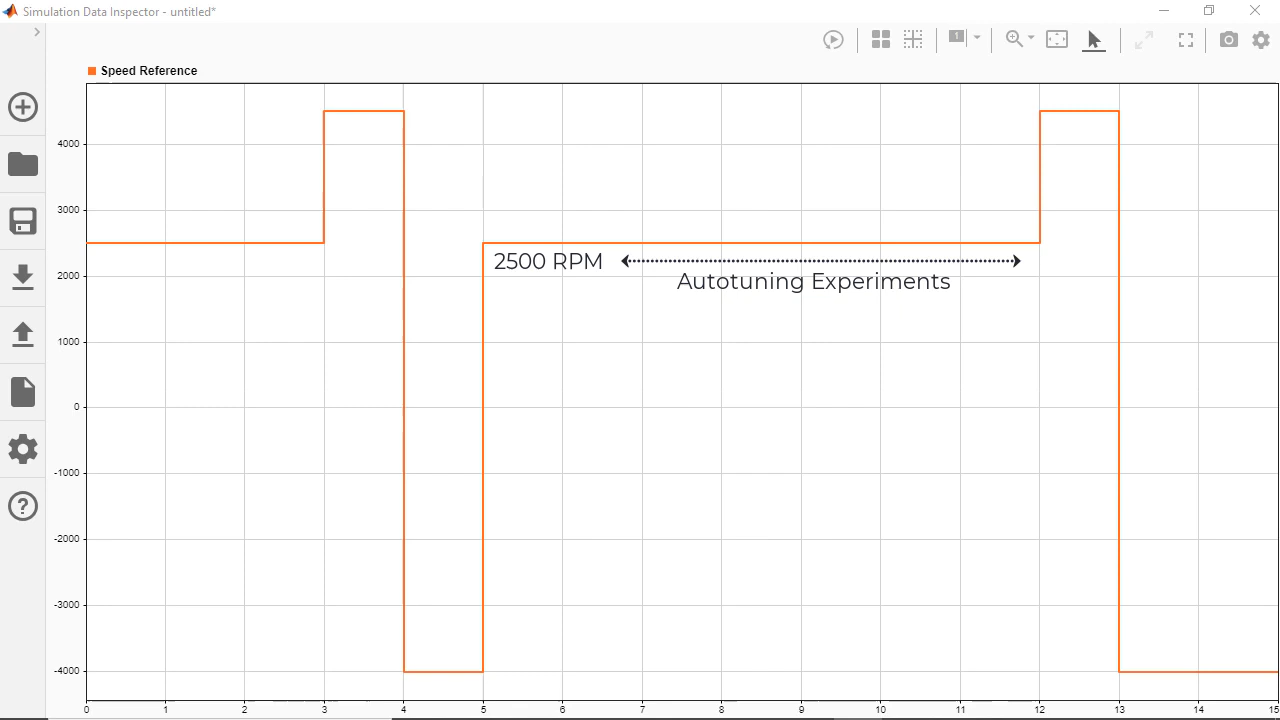 Simulation Data Inspector - untitled*
1
Speed Reference
4000
3000
2000
1000
0
-1000
-2000
-3000
-4000
2500 RPM
Autotuning Experiments
0 1 2 3 4 5 6 7 8 9 10 11 12 13 14 15